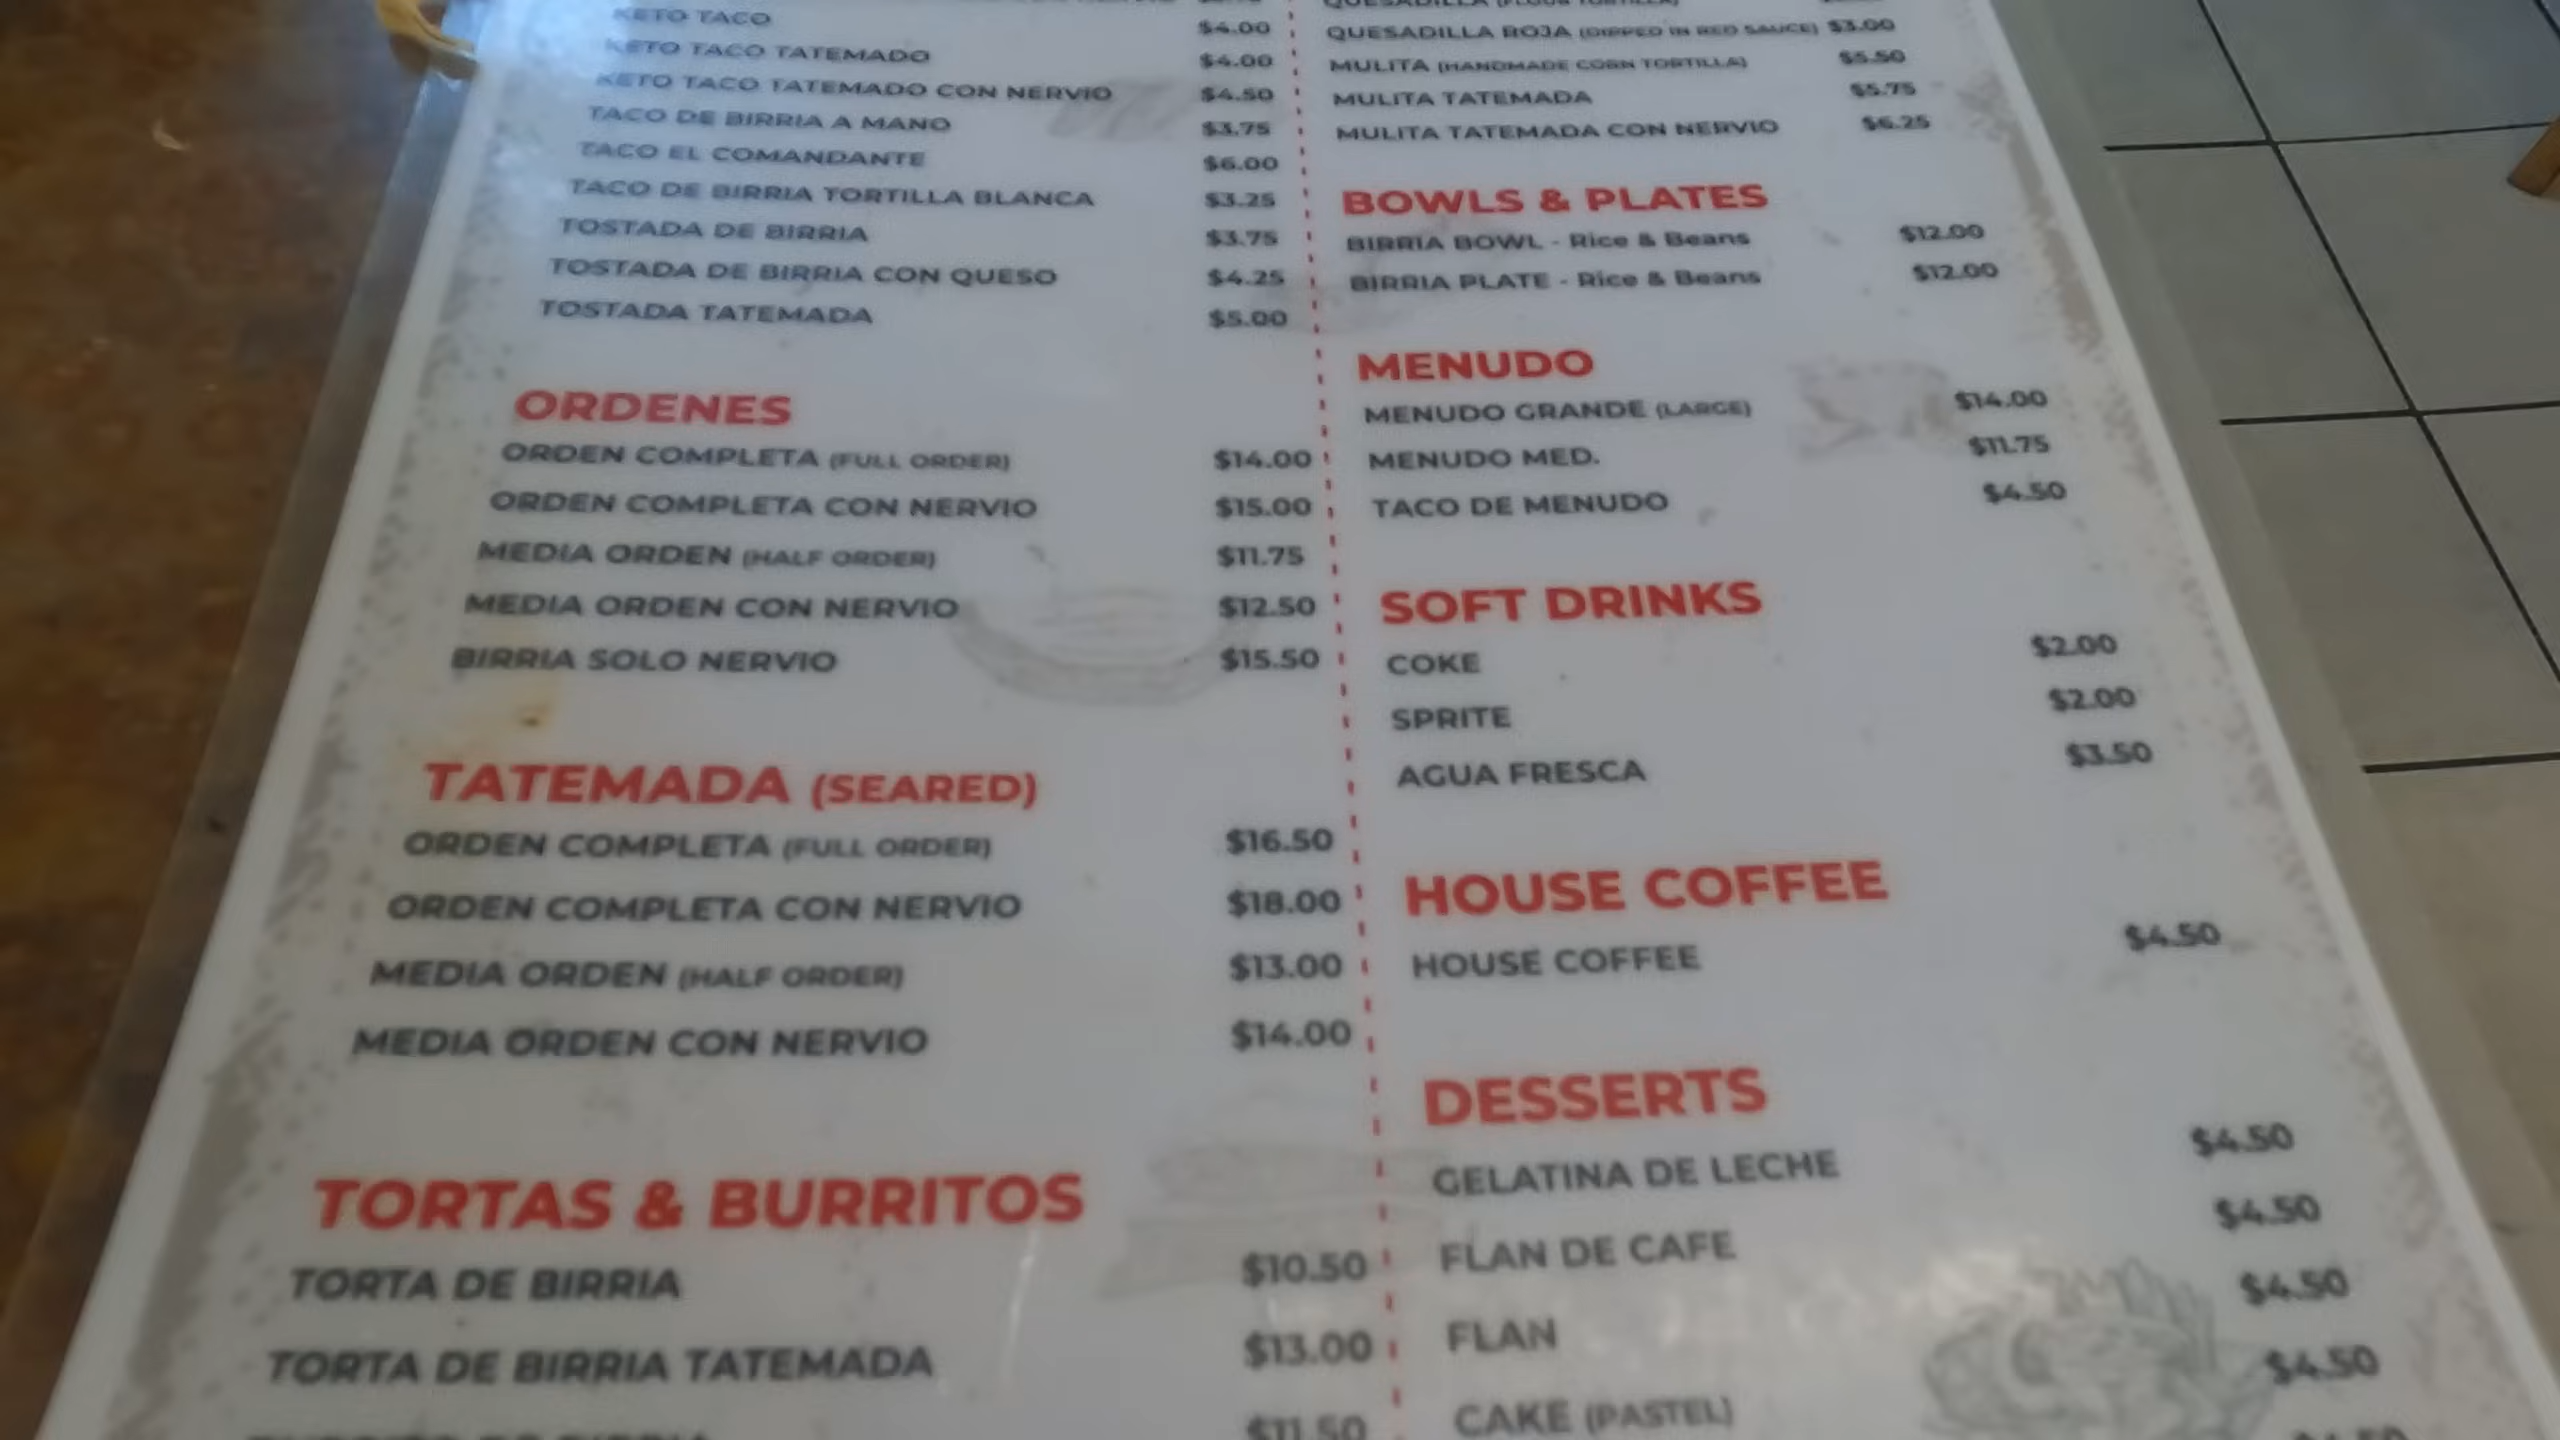 KETO TACO $4.00
KETO TACO TATEMADO $4.00
KETO TACO TATEMADO CON NERVIO $4.50
TACO DE BIRRIA A MANO $3.75
TACO EL COMANDANTE $6.00
TACO DE BIRRIA TORTILLA BLANCA $3.25
TOSTADA DE BIRRIA $3.75
TOSTADA DE BIRRIA CON QUESO $4.25
TOSTADA TATEMADA $5.00
ORDENES
ORDEN COMPLETA (FULL ORDER) $14.00
ORDEN COMPLETA CON NERVIO $15.00
MEDIA ORDEN (HALF ORDER) $11.75
MEDIA ORDEN CON NERVIO $12.50
BIRRIA SOLO NERVIO $15.50
TATEMADA (SEARED)
ORDEN COMPLETA (FULL ORDER) $16.50
ORDEN COMPLETA CON NERVIO $18.00
MEDIA ORDEN (HALF ORDER) $13.00
MEDIA ORDEN CON NERVIO $14.00
TORTAS & BURRITOS
TORTA DE BIRRIA $10.50
TORTA DE BIRRIA TATEMADA $13.00
$11.50
QUESADILLA (FLOUR TORTILLA)
QUESADILLA ROJA (DIPPED IN RED SAUCE) $3.00
MULITA (HANDMADE CORN TORTILLA) $5.50
MULITA TATEMADA $5.75
MULITA TATEMADA CON NERVIO $6.25
BOWLS & PLATES
BIRRIA BOWL - Rice & Beans $12.00
BIRRIA PLATE - Rice & Beans $12.00
MENUDO
MENUDO GRANDE (LARGE) $14.00
MENUDO MED. $11.75
TACO DE MENUDO $4.50
SOFT DRINKS
COKE $2.00
SPRITE $2.00
AGUA FRESCA $3.50
HOUSE COFFEE
HOUSE COFFEE $4.50
DESSERTS
GELATINA DE LECHE $4.50
FLAN DE CAFE $4.50
FLAN $4.50
CAKE (PASTEL) $4.50